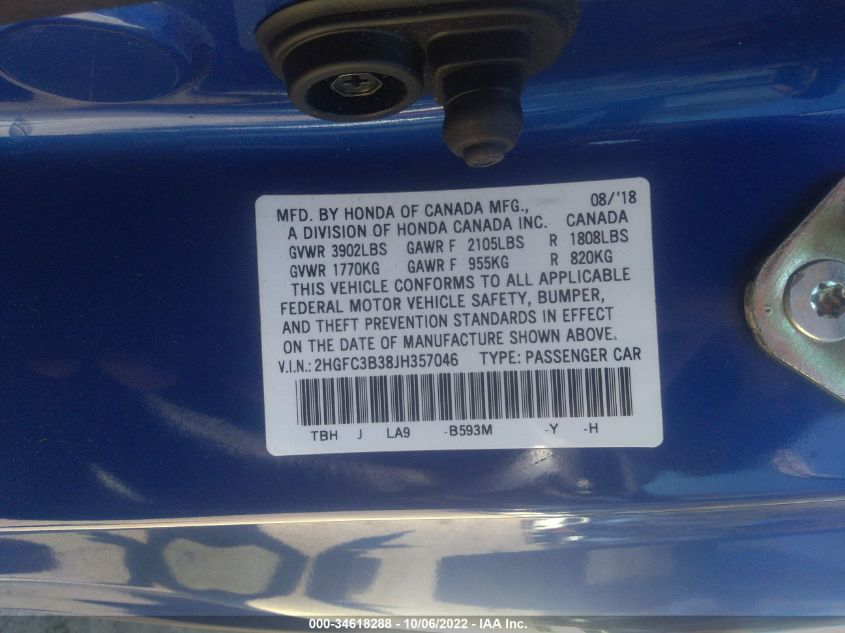 MFD. BY HONDA OF CANADA MFG., 08/'18
A DIVISION OF HONDA CANADA INC. CANADA
GVWR 3902LBS GAWR F 2105LBS R 1808LBS
GVWR 1770KG GAWR F 955KG R 820KG
THIS VEHICLE CONFORMS TO ALL APPLICABLE
FEDERAL MOTOR VEHICLE SAFETY, BUMPER,
AND THEFT PREVENTION STANDARDS IN EFFECT
ON THE DATE OF MANUFACTURE SHOWN ABOVE.
V.I.N.: 2HGFC3B38JH357046 TYPE: PASSENGER CAR
TBH J LA9 -B593M -Y -H
000-34618288 - 10/06/2022 - IAA Inc.